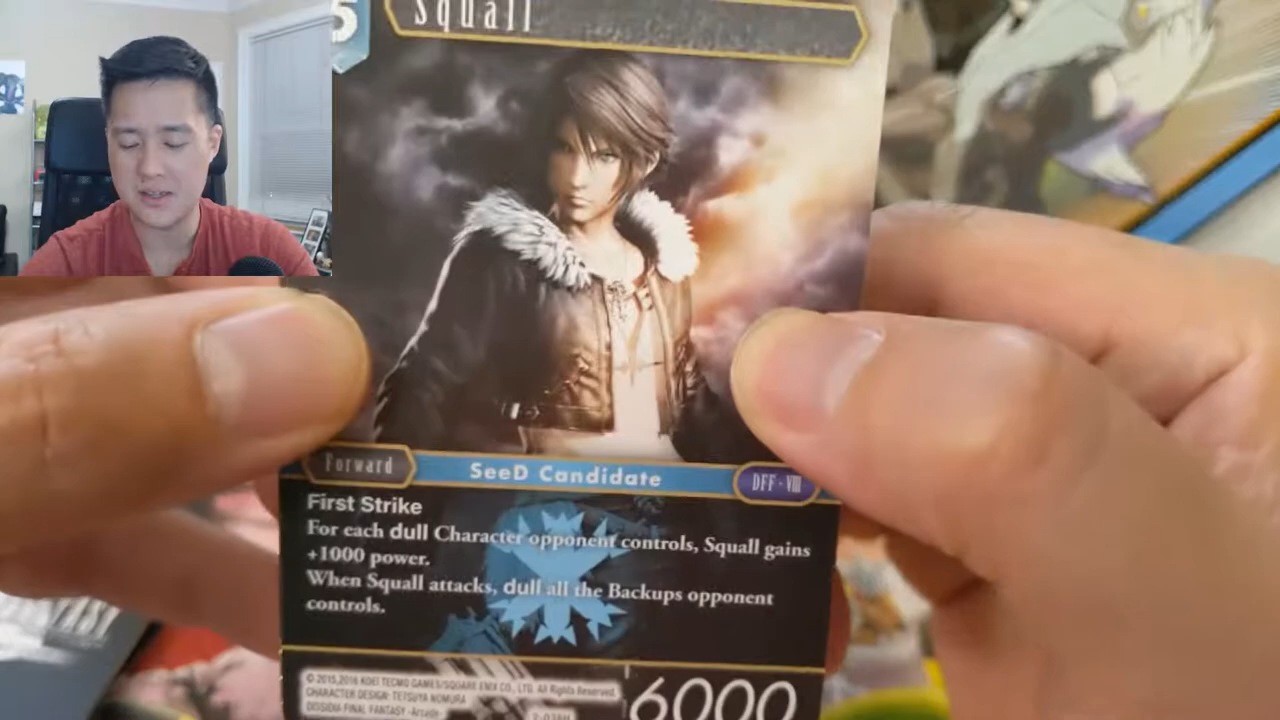 5
Squall
Forward
SeeD Candidate
DFF · VIII
First Strike
For each dull Character opponent controls, Squall gains
+1000 power.
When Squall attacks, dull all the Backups opponent
controls.
© 2015, 2016 KOEI TECMO GAMES/SQUARE ENIX CO., LTD. All Rights Reserved.
CHARACTER DESIGN: TETSUYA NOMURA
DISSIDIA FINAL FANTASY -Arcade-
6000